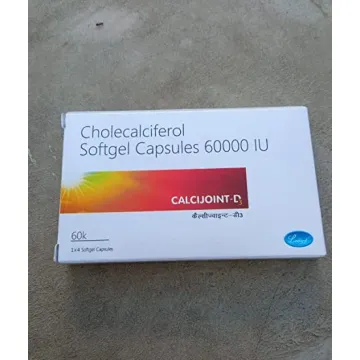 Cholecalciferol
Softgel Capsules 60000 IU
CALCIJOINT-D3
कैल्सीज्वाइन्ट-डी3
60k
1x4 Softgel Capsules